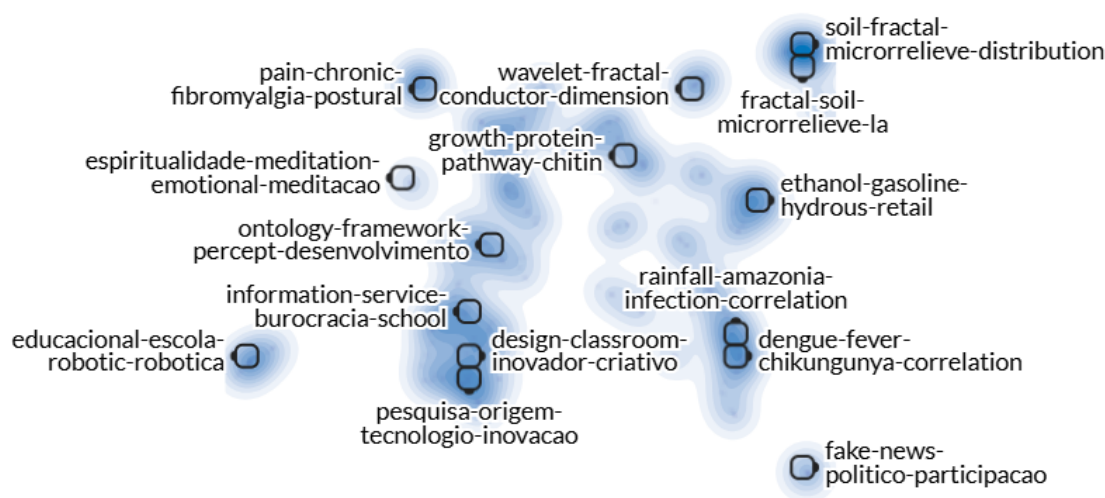 soil-fractal-
microrrelieve-distribution
pain-chronic-
fibromyalgia-postural
wavelet-fractal-
conductor-dimension
fractal-soil-
microrrelieve-la
growth-protein-
pathway-chitin
espiritualidade-meditation-
emotional-meditacao
ethanol-gasoline-
hydrous-retail
ontology-framework-
percept-desenvolvimento
rainfall-amazonia-
infection-correlation
information-service-
burocracia-school
educacional-escola-
robotic-robotica
design-classroom-
inovador-criativo
dengue-fever-
chikungunya-correlation
pesquisa-origem-
tecnologio-inovacao
fake-news-
politico-participacao